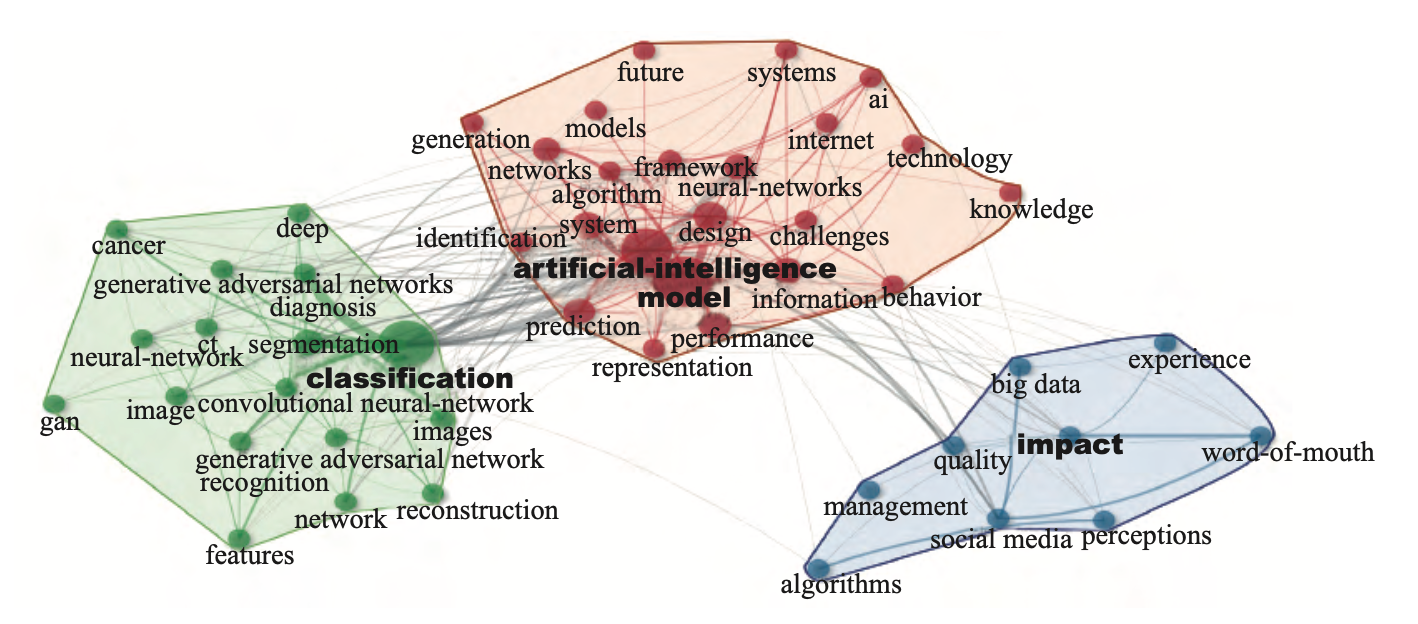 future
systems
ai
generation
models
internet
technology
networks
framework
algorithm
neural-networks
knowledge
identification
system
design
challenges
artificial-intelligence
model
infornation
behavior
prediction
performance
representation
cancer
deep
generative adversarial networks
diagnosis
neural-network
ct
segmentation
classification
gan
image
convolutional neural-network
images
generative adversarial network
recognition
network
reconstruction
features
experience
big data
impact
quality
word-of-mouth
management
social media
perceptions
algorithms